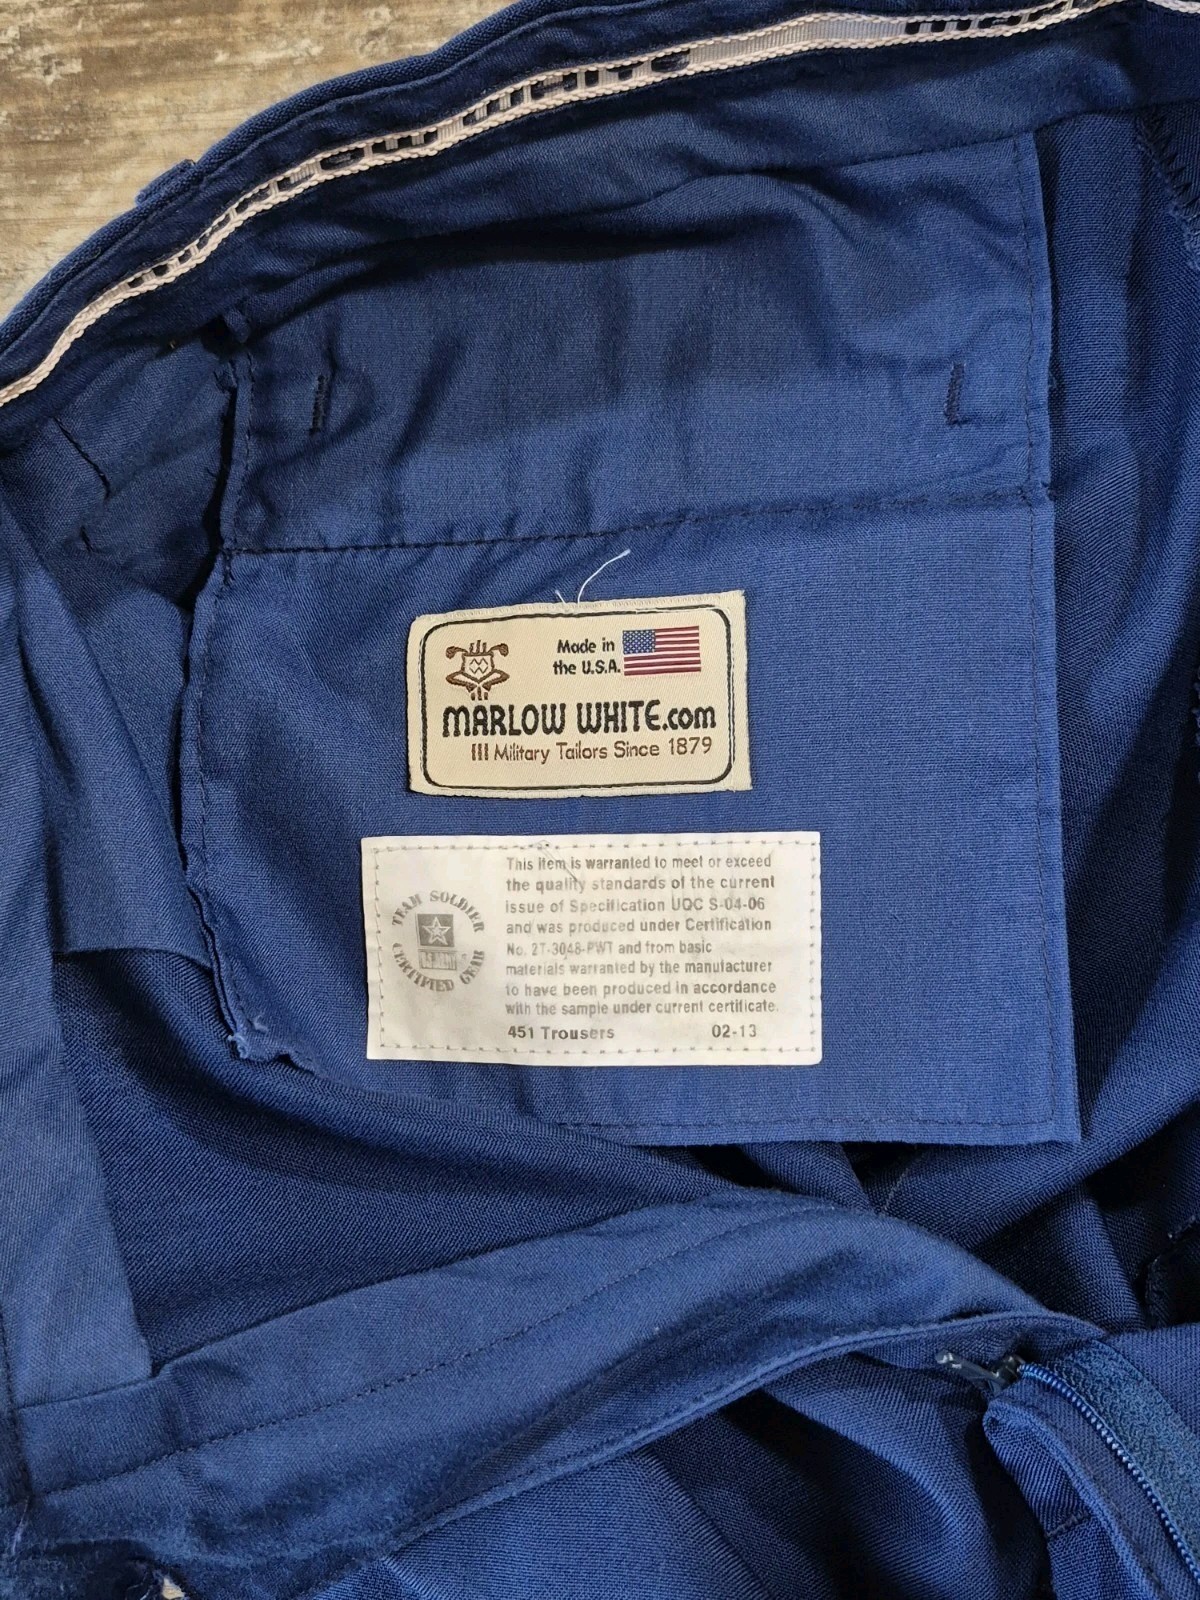 Made in
the U.S.A.
MARLOW WHITE.com
Military Tailors Since 1879
TEAM SOLDIER
CERTIFIED GEAR
This item is warranted to meet or exceed
the quality standards of the current
issue of Specification UQC S-04-06
and was produced under Certification
No. 2T-3048-PWT and from basic
materials warranted by the manufacturer
to have been produced in accordance
with the sample under current certificate.
451 Trousers 02-13